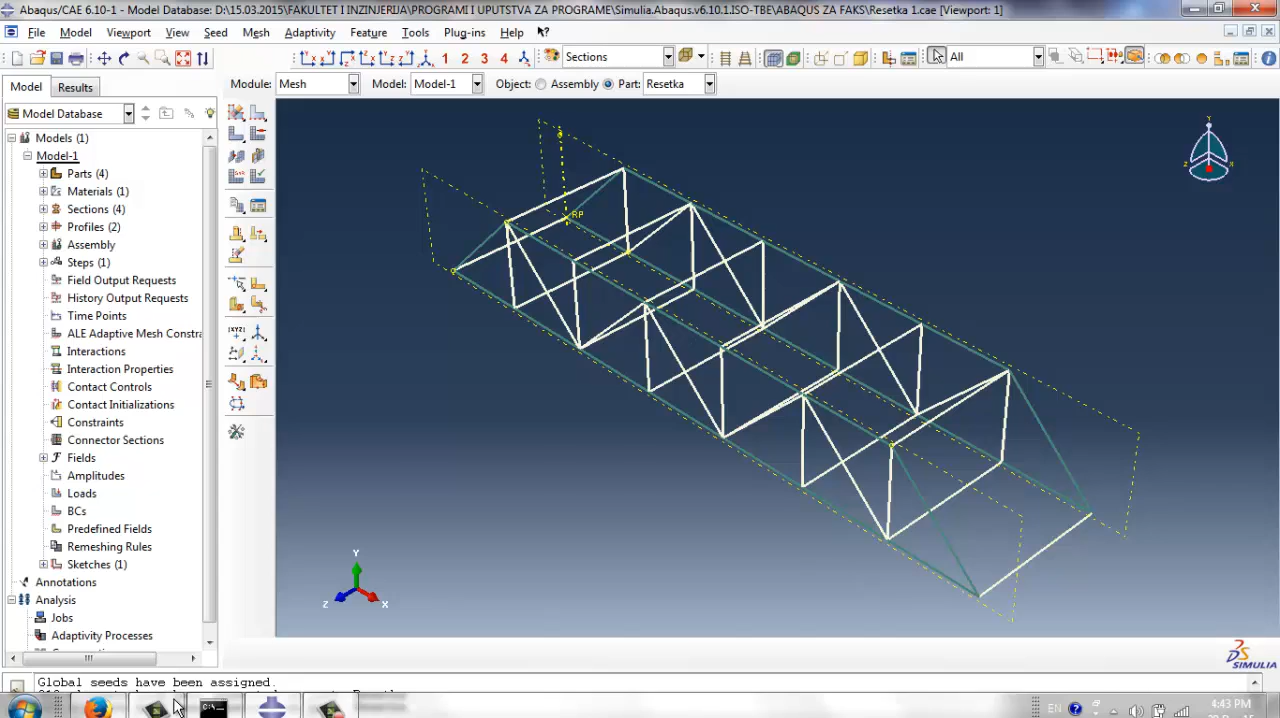 Abaqus/CAE 6.10-1 - Model Database: D:\15.03.2015\FAKULTET I INZINJERIJA\PROGRAMI I UPUTSTVA ZA PROGRAME\Simulia.Abaqus.v6.10.1.ISO-TBE\ABAQUS ZA FAKS\Resetka 1.cae [Viewport: 1]
File Model Viewport View Seed Mesh Adaptivity Feature Tools Plug-ins Help
1 2 3 4 Sections All
Model Results Module: Mesh Model: Model-1 Object: Assembly Part: Resetka
Model Database
Models (1)
Model-1
Parts (4)
Materials (1)
Sections (4)
Profiles (2)
Assembly
Steps (1)
Field Output Requests
History Output Requests
Time Points
ALE Adaptive Mesh Constra
Interactions
Interaction Properties
Contact Controls
Contact Initializations
Constraints
Connector Sections
Fields
Amplitudes
Loads
BCs
Predefined Fields
Remeshing Rules
Sketches (1)
Annotations
Analysis
Jobs
Adaptivity Processes
RP
Y
Z X
Y
Z X
SIMULIA
Global seeds have been assigned.
EN 4:43 PM